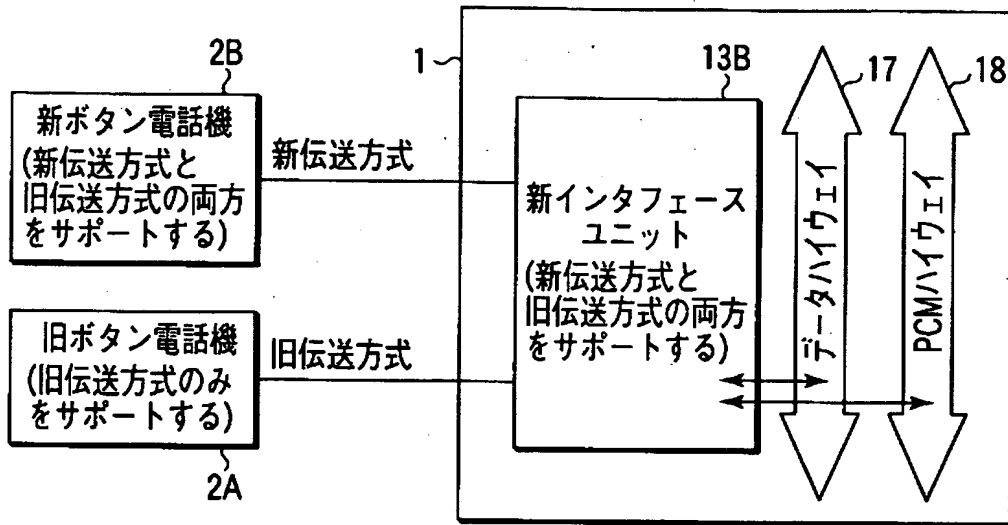 2B
新ボタン電話機
(新伝送方式と
旧伝送方式の両方
をサポートする)
新伝送方式
旧ボタン電話機
(旧伝送方式のみ
をサポートする)
2A
旧伝送方式
1
13B
新インタフェース
ユニット
(新伝送方式と
旧伝送方式の両方
をサポートする)
17
データハイウェイ
18
PCMハイウェイ